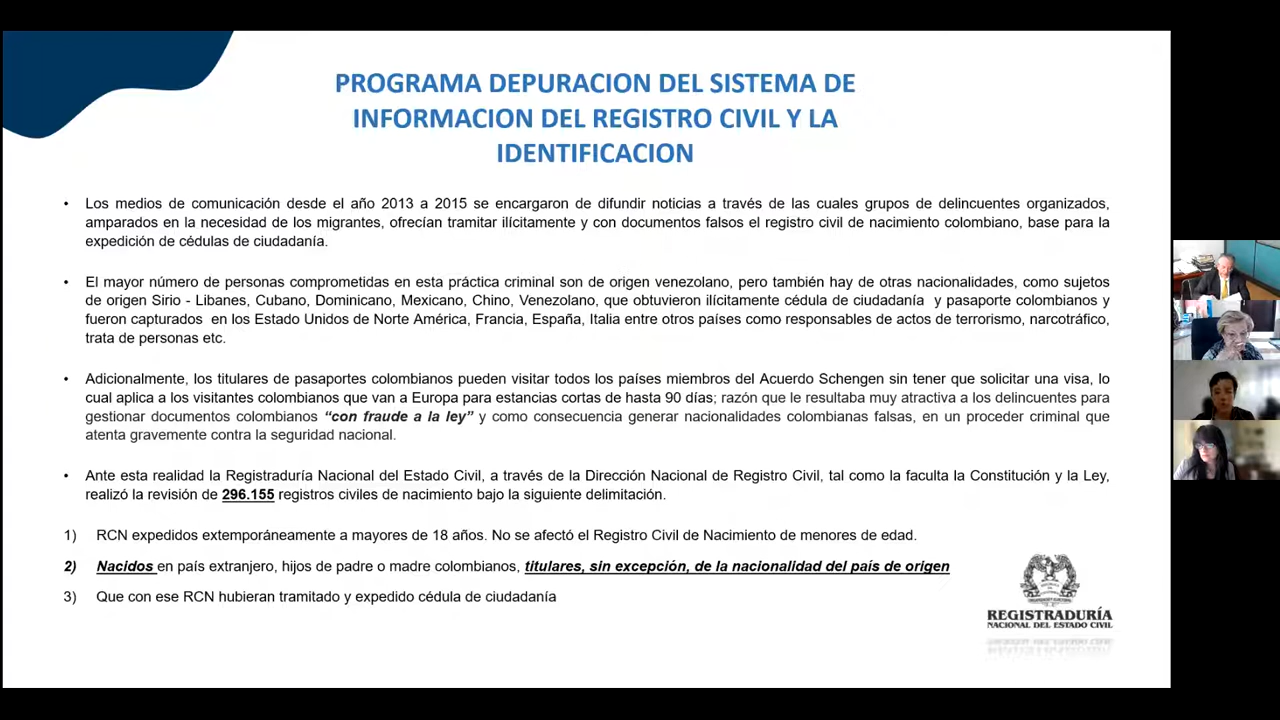 PROGRAMA DEPURACION DEL SISTEMA DE
INFORMACION DEL REGISTRO CIVIL Y LA
IDENTIFICACION
• Los medios de comunicación desde el año 2013 a 2015 se encargaron de difundir noticias a través de las cuales grupos de delincuentes organizados,
amparados en la necesidad de los migrantes, ofrecían tramitar ilícitamente y con documentos falsos el registro civil de nacimiento colombiano, base para la
expedición de cédulas de ciudadanía.
• El mayor número de personas comprometidas en esta práctica criminal son de origen venezolano, pero también hay de otras nacionalidades, como sujetos
de origen Sirio - Libanes, Cubano, Dominicano, Mexicano, Chino, Venezolano, que obtuvieron ilícitamente cédula de ciudadanía y pasaporte colombianos y
fueron capturados en los Estado Unidos de Norte América, Francia, España, Italia entre otros países como responsables de actos de terrorismo, narcotráfico,
trata de personas etc.
• Adicionalmente, los titulares de pasaportes colombianos pueden visitar todos los países miembros del Acuerdo Schengen sin tener que solicitar una visa, lo
cual aplica a los visitantes colombianos que van a Europa para estancias cortas de hasta 90 días; razón que le resultaba muy atractiva a los delincuentes para
gestionar documentos colombianos “con fraude a la ley” y como consecuencia generar nacionalidades colombianas falsas, en un proceder criminal que
atenta gravemente contra la seguridad nacional.
• Ante esta realidad la Registraduría Nacional del Estado Civil, a través de la Dirección Nacional de Registro Civil, tal como la faculta la Constitución y la Ley,
realizó la revisión de 296.155 registros civiles de nacimiento bajo la siguiente delimitación.
1) RCN expedidos extemporáneamente a mayores de 18 años. No se afectó el Registro Civil de Nacimiento de menores de edad.
2) Nacidos en país extranjero, hijos de padre o madre colombianos, titulares, sin excepción, de la nacionalidad del país de origen
3) Que con ese RCN hubieran tramitado y expedido cédula de ciudadanía
REGISTRADURÍA
NACIONAL DEL ESTADO CIVIL